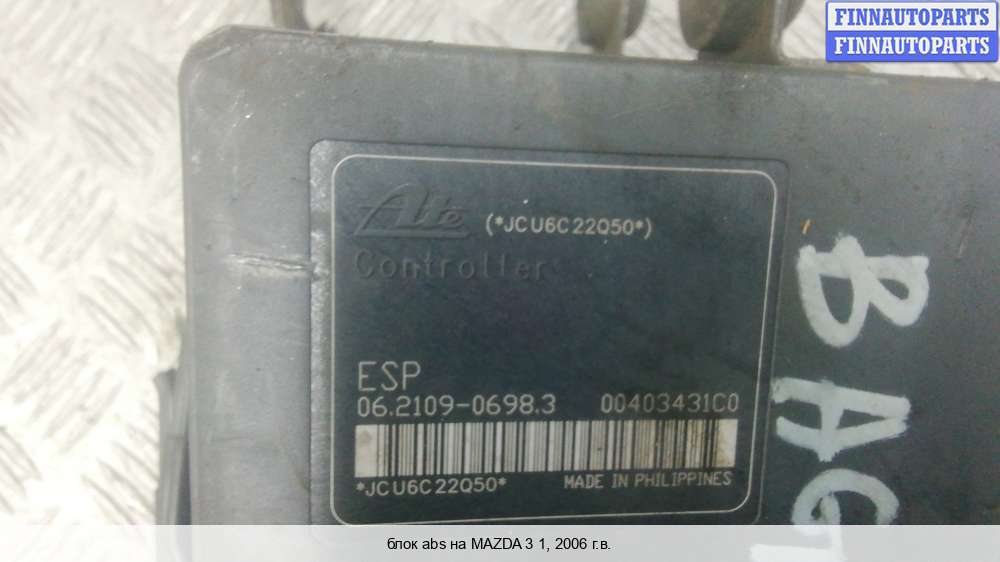 FINNAUTOPARTS
FINNAUTOPARTS
Ate (*JCU6C22Q50*)
Controller
ESP
06.2109-0698.3 00403431C0
*JCU6C22Q50* MADE IN PHILIPPINES
BAG
блок abs на MAZDA 3 1, 2006 г.в.